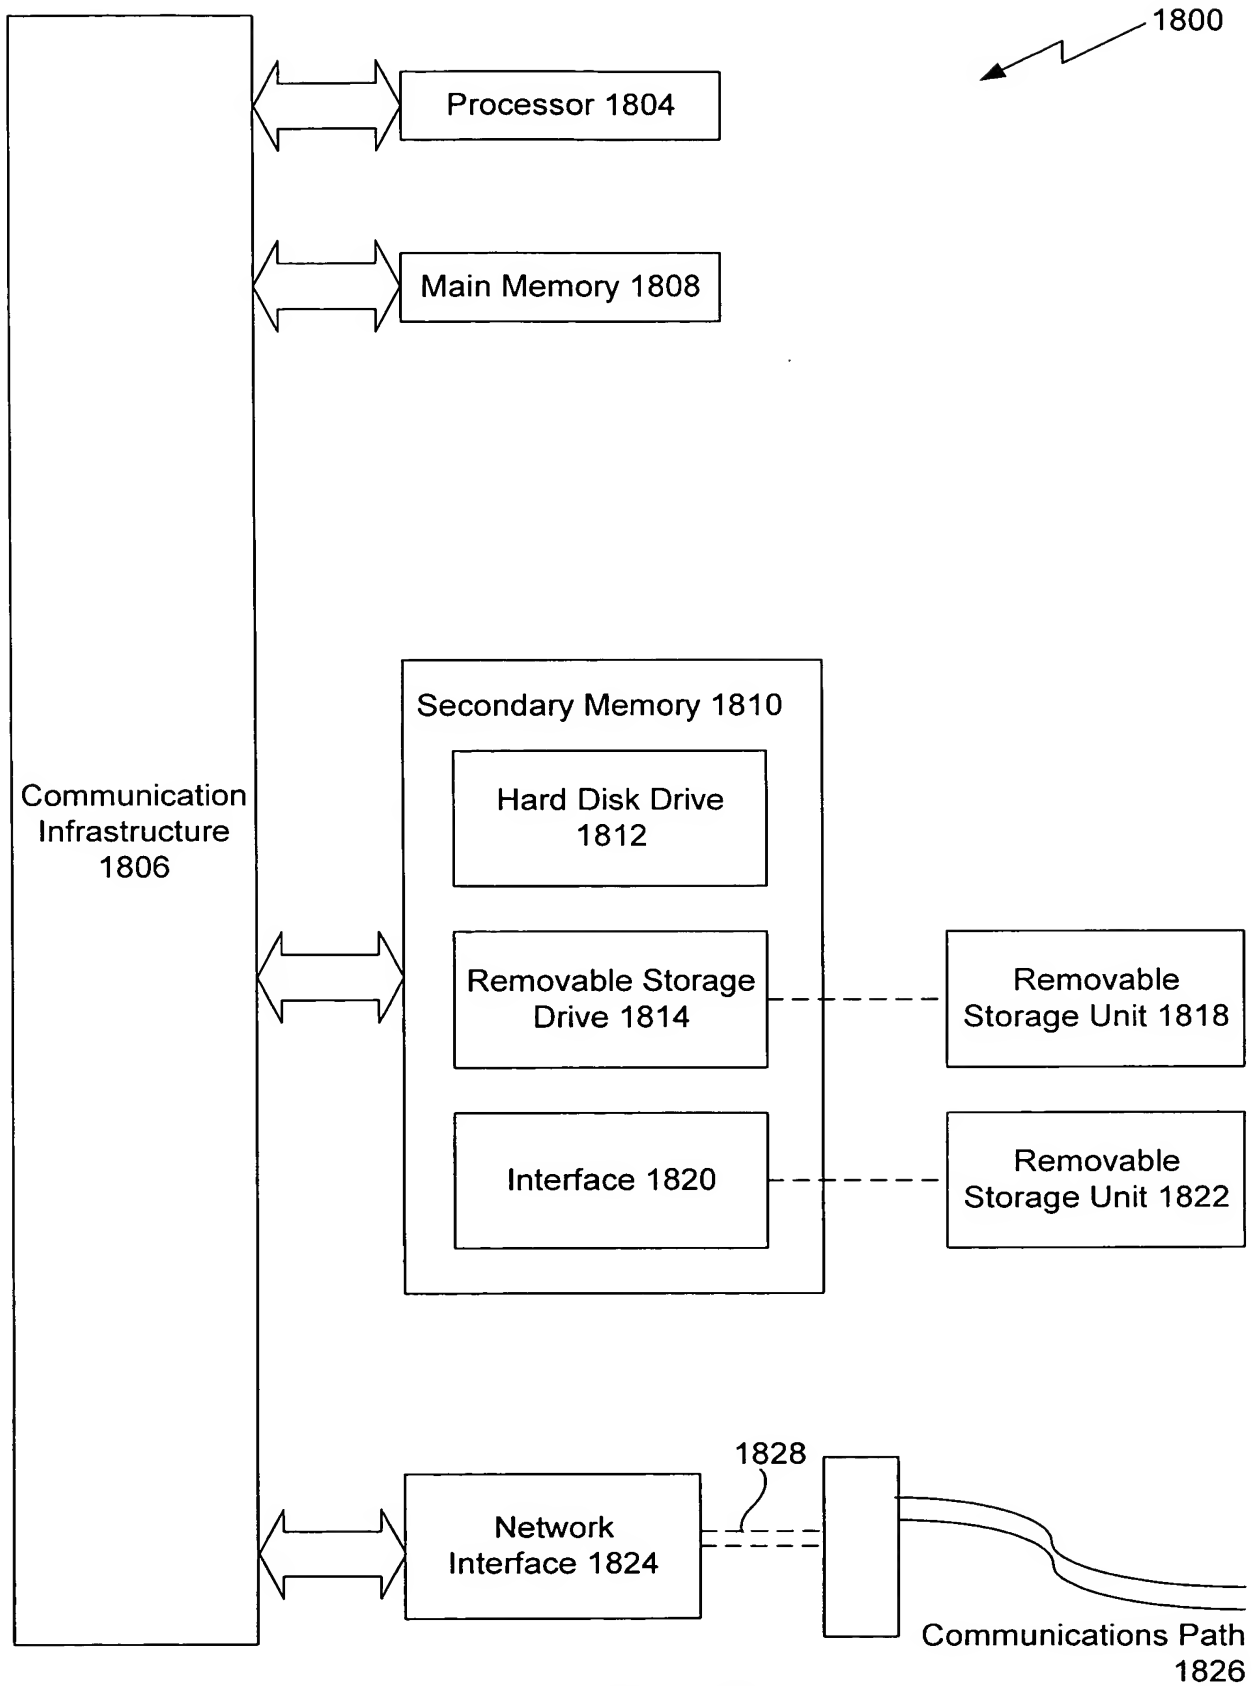 1800
Processor 1804
Main Memory 1808
Secondary Memory 1810
Hard Disk Drive
1812
Communication
Infrastructure
1806
Removable Storage
Drive 1814
Removable
Storage Unit 1818
Interface 1820
Removable
Storage Unit 1822
1828
Network
Interface 1824
Communications Path
1826